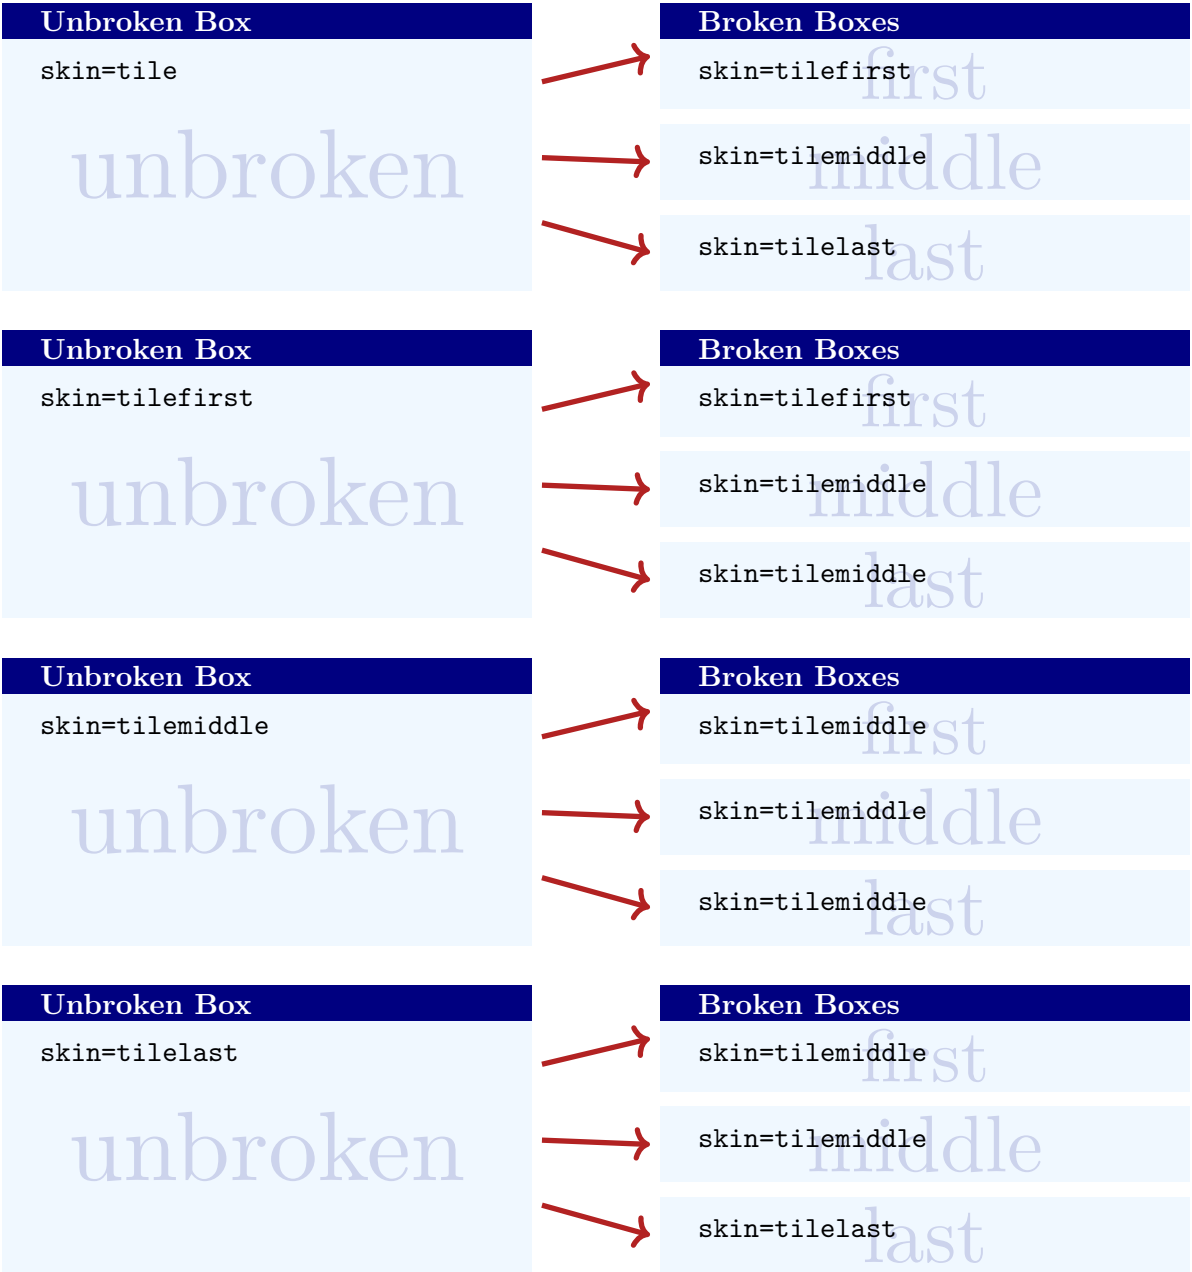 Unbroken Box
skin=tile
unbroken
Broken Boxes
skin=tilefirst
first
skin=tilemiddle
middle
skin=tilelast
last
Unbroken Box
skin=tilefirst
unbroken
Broken Boxes
skin=tilefirst
first
skin=tilemiddle
middle
skin=tilemiddle
last
Unbroken Box
skin=tilemiddle
unbroken
Broken Boxes
skin=tilemiddle
first
skin=tilemiddle
middle
skin=tilemiddle
last
Unbroken Box
skin=tilelast
unbroken
Broken Boxes
skin=tilemiddle
first
skin=tilemiddle
middle
skin=tilelast
last